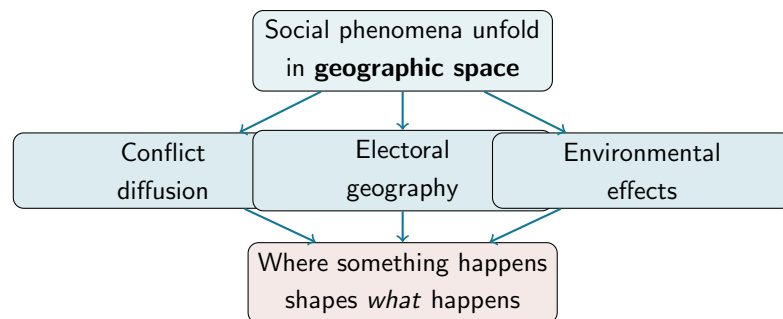 Social phenomena unfold
in geographic space
Conflict
diffusion
Electoral
geography
Environmental
effects
Where something happens
shapes what happens